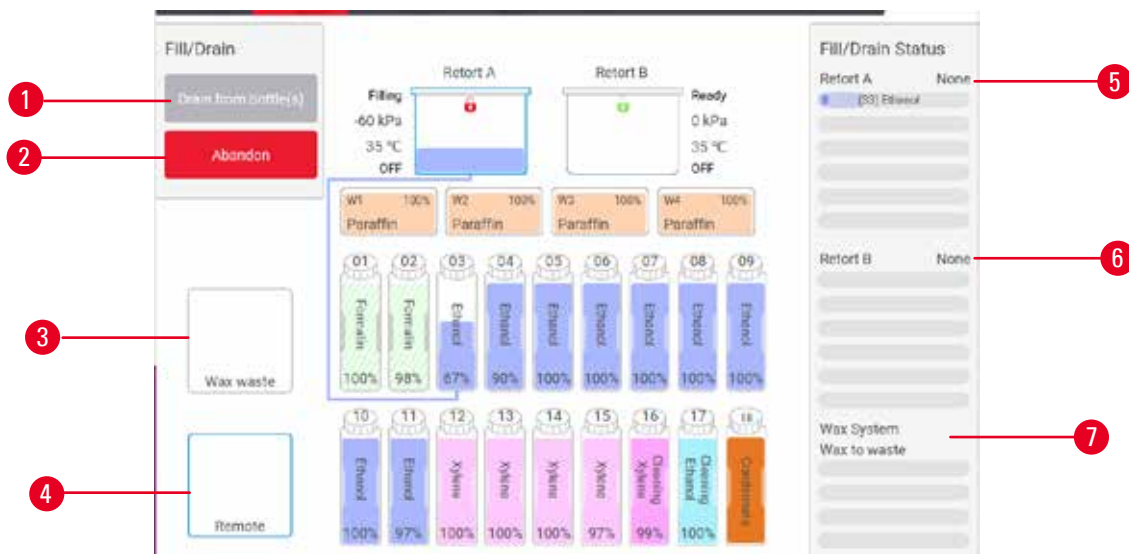 Fill/Drain
1
Drain from bottle(s)
2
Abandon
3
Wax waste
4
Remote
Retort A
Filling
-60 kPa
35 °C
OFF
Retort B
Ready
0 kPa
35 °C
OFF
W1 100%
Paraffin
W2 100%
Paraffin
W3 100%
Paraffin
W4 100%
Paraffin
01 02 03 04 05 06 07 08 09
Formalin Formalin Ethanol Ethanol Ethanol Ethanol Ethanol Ethanol Ethanol
100% 98% 67% 90% 100% 100% 100% 100% 100%
10 11 12 13 14 15 16 17 18
Ethanol Ethanol Xylene Xylene Xylene Xylene Cleaning Xylene Cleaning Ethanol Condensate
100% 97% 100% 100% 100% 97% 99% 100%
Fill/Drain Status
Retort A None
5
(S3) Ethanol
Retort B None
6
Wax System
7
Wax to waste